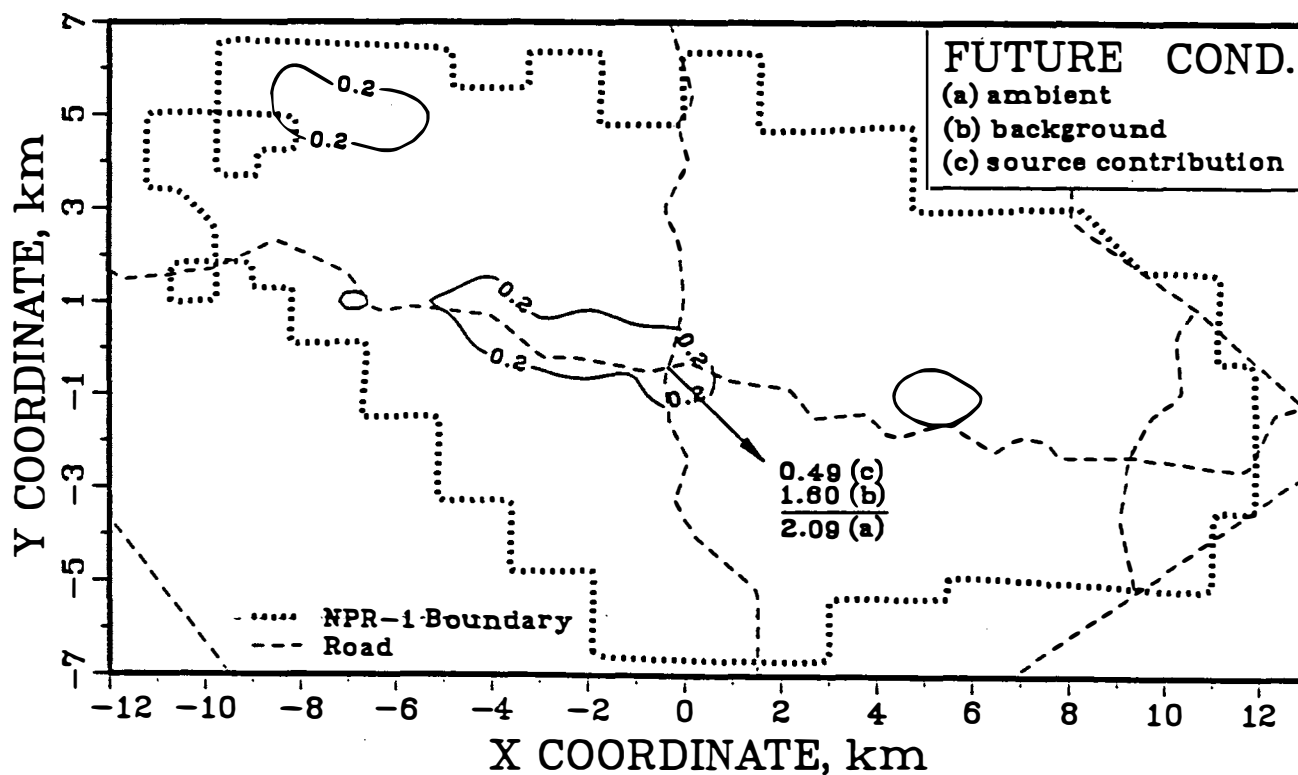 FUTURE COND.
(a) ambient
(b) background
(c) source contribution
7
5
3
1
-1
-3
-5
-7
Y COORDINATE, km
0.2
0.2
0.2
0.2
0.2
0.2
0.49 (c)
1.60 (b)
2.09 (a)
NPR-1 Boundary
Road
-12 -10 -8 -6 -4 -2 0 2 4 6 8 10 12
X COORDINATE, km